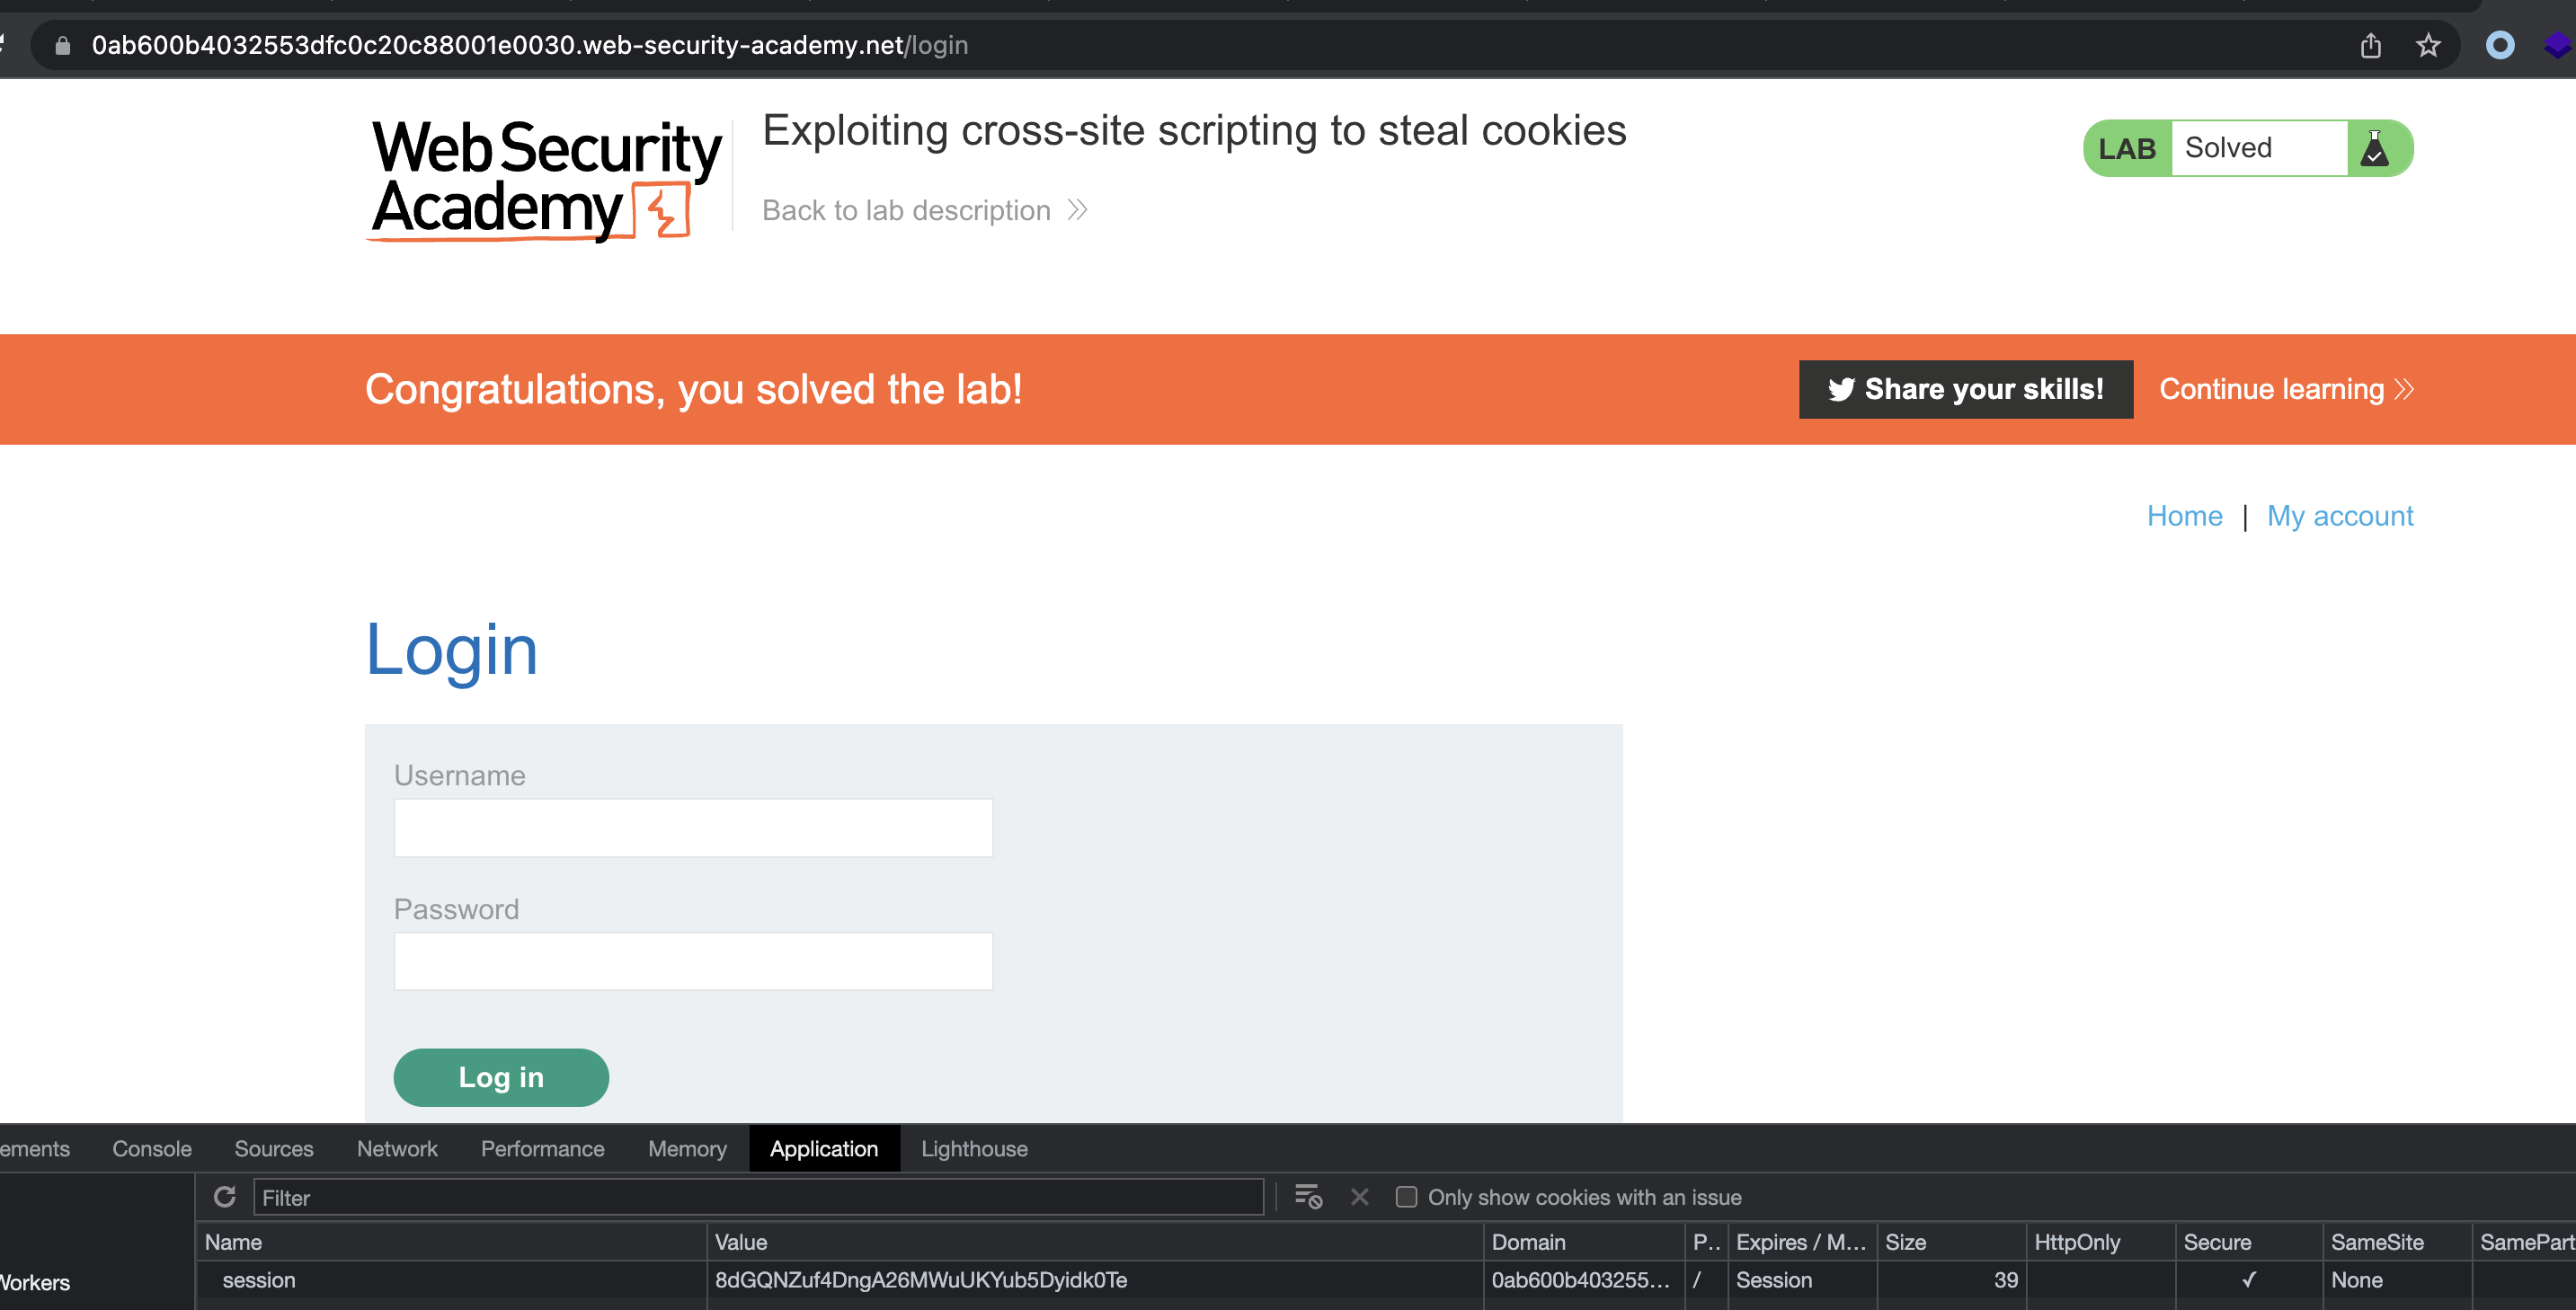 0ab600b4032553dfc0c20c88001e0030.web-security-academy.net/login
Web Security
Academy
Exploiting cross-site scripting to steal cookies
Back to lab description
LAB Solved
Congratulations, you solved the lab!
Share your skills!
Continue learning
Home | My account
Login
Username
Password
Log in
ements Console Sources Network Performance Memory Application Lighthouse
Filter
Only show cookies with an issue
Name Value Domain P.. Expires / M... Size HttpOnly Secure SameSite SamePart
Workers
session 8dGQNZuf4DngA26MWuUKYub5Dyidk0Te 0ab600b403255... / Session 39 ✓ None